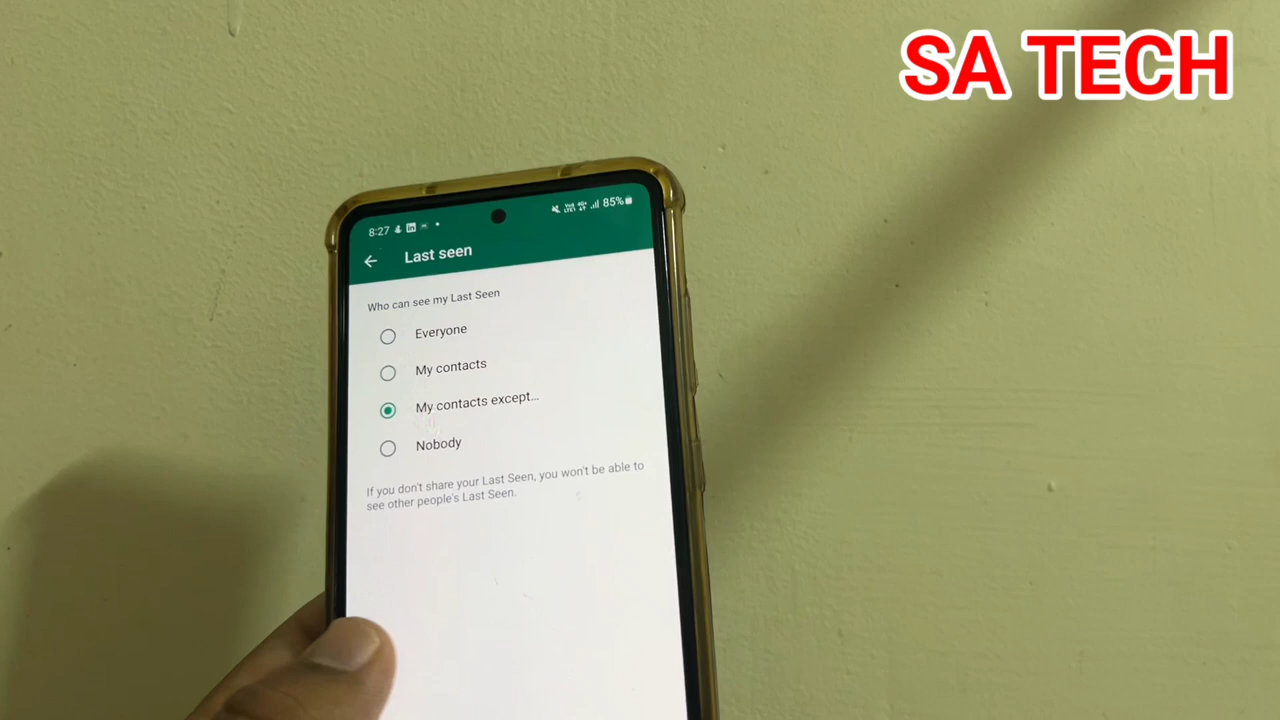 SA TECH
8:27
85%
Last seen
Who can see my Last Seen
Everyone
My contacts
My contacts except...
Nobody
If you don't share your Last Seen, you won't be able to
see other people's Last Seen.